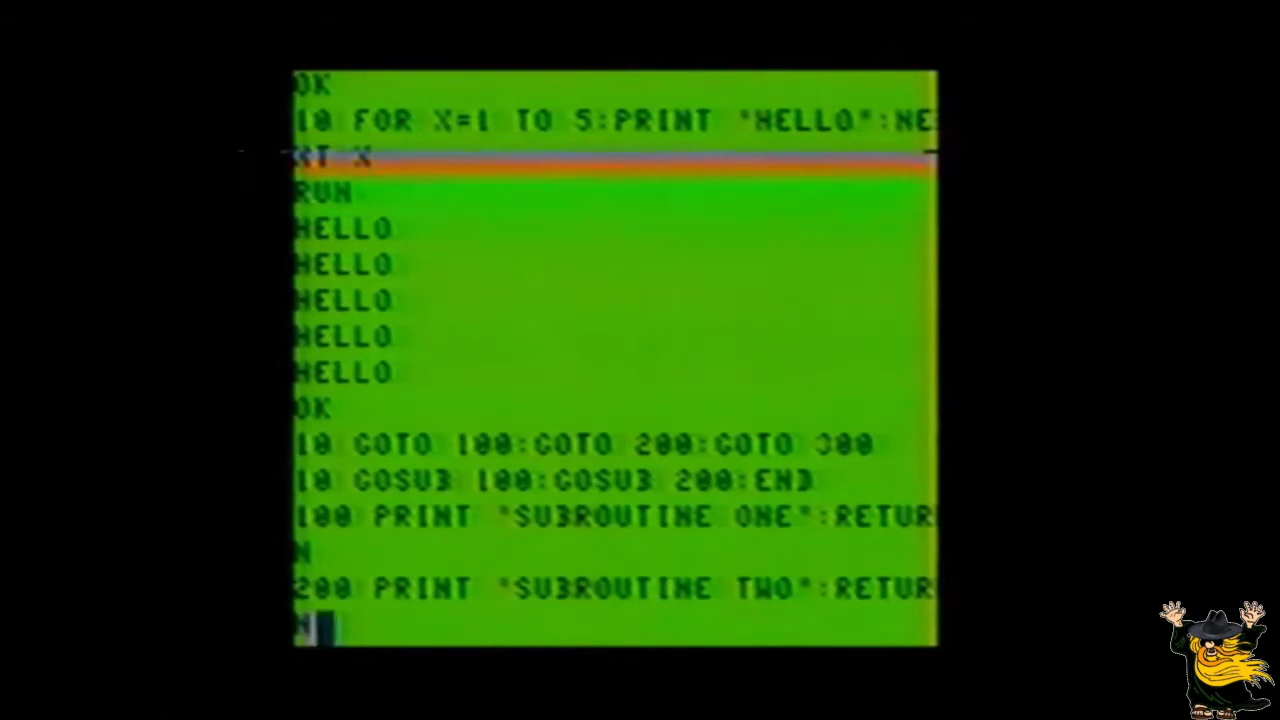 OK
10 FOR X=1 TO 5:PRINT "HELLO":NE
XT X
RUN
HELLO
HELLO
HELLO
HELLO
HELLO
OK
10 GOTO 100:GOTO 200:GOTO 300
10 GOSUB 100:GOSUB 200:END
100 PRINT "SUBROUTINE ONE":RETUR
N
200 PRINT "SUBROUTINE TWO":RETUR
N